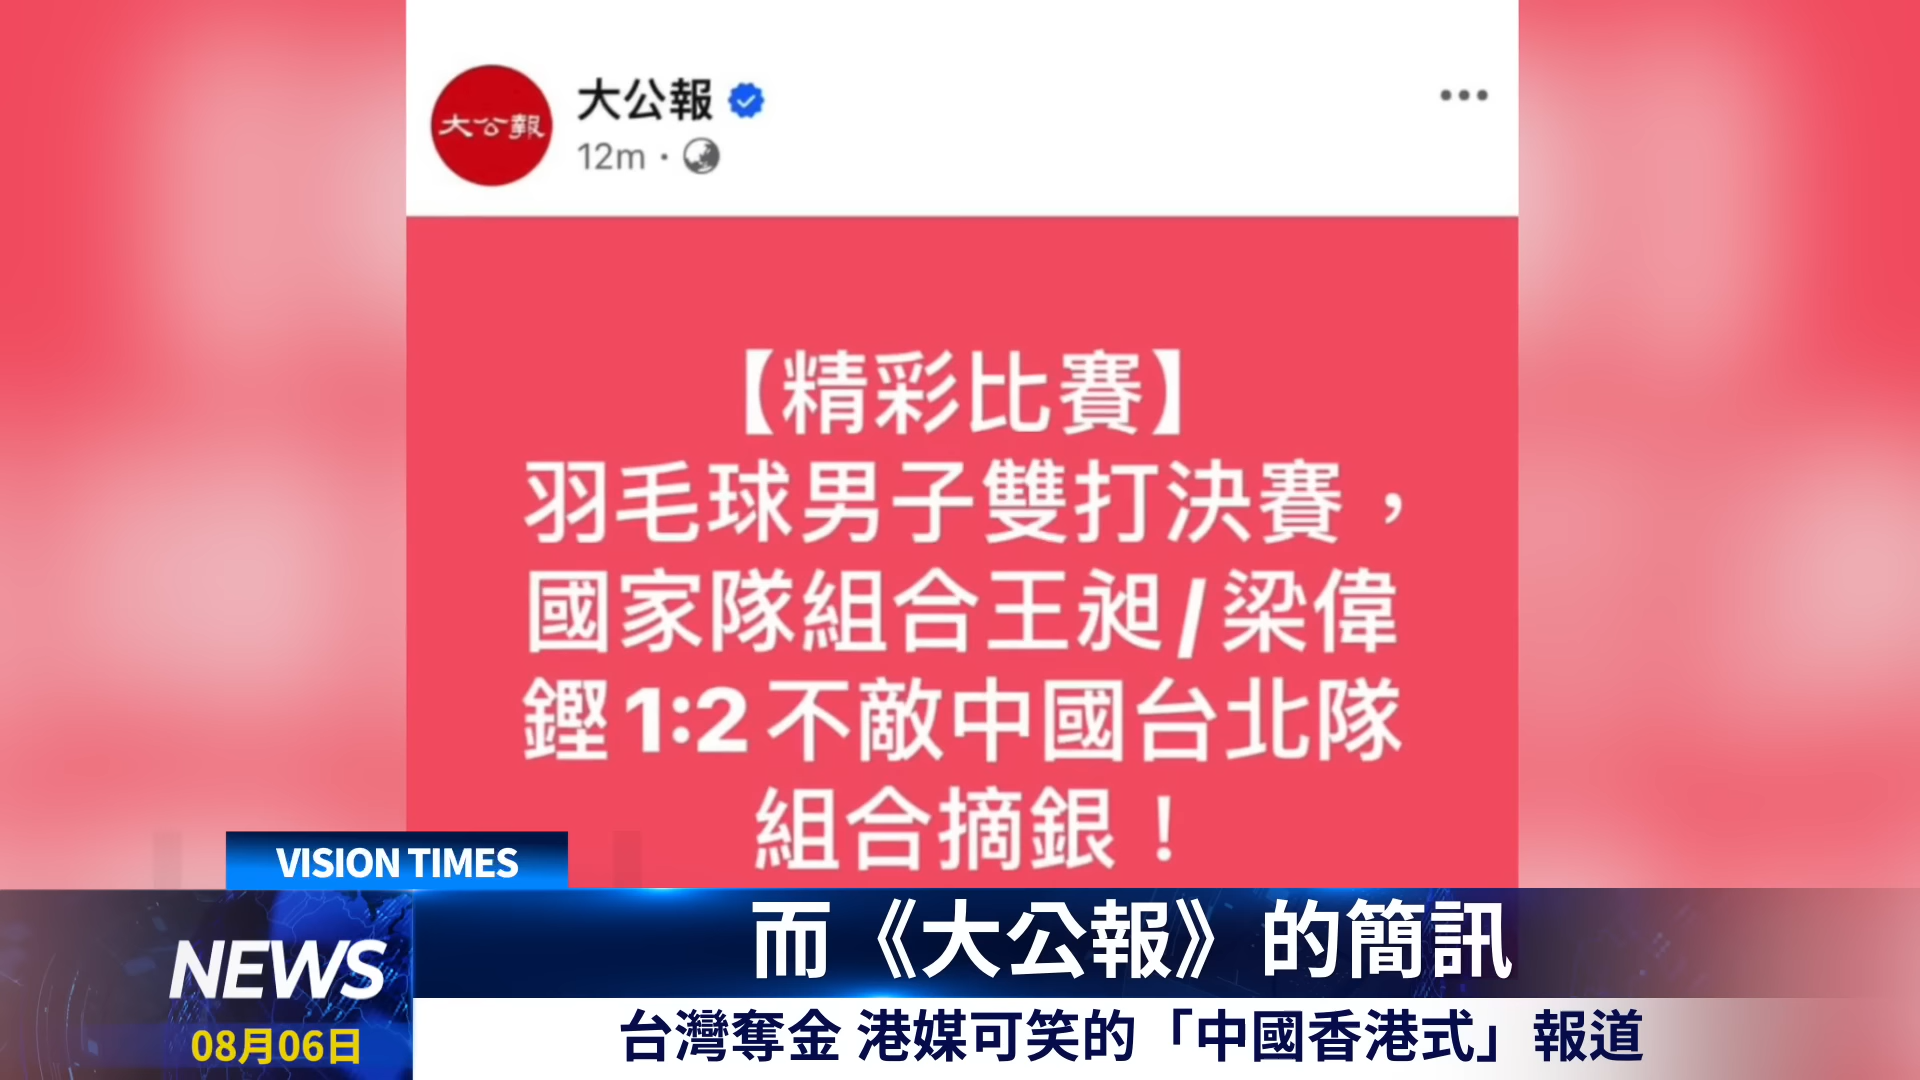 大公報
大公報
12m
【精彩比賽】
羽毛球男子雙打決賽，
國家隊組合王昶/梁偉
鏗1:2不敵中國台北隊
組合摘銀！
VISION TIMES
而《大公報》的簡訊
NEWS
08月06日
台灣奪金 港媒可笑的「中國香港式」報道